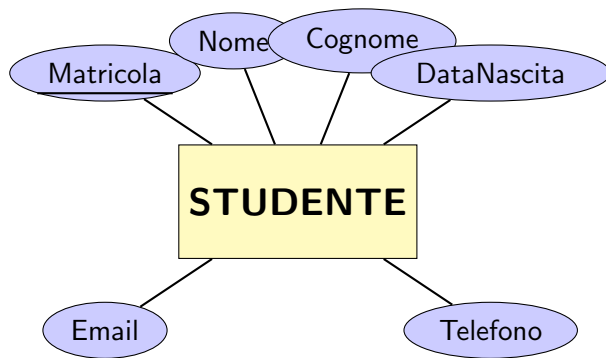 Nome
Cognome
Matricola
DataNascita
STUDENTE
Email
Telefono